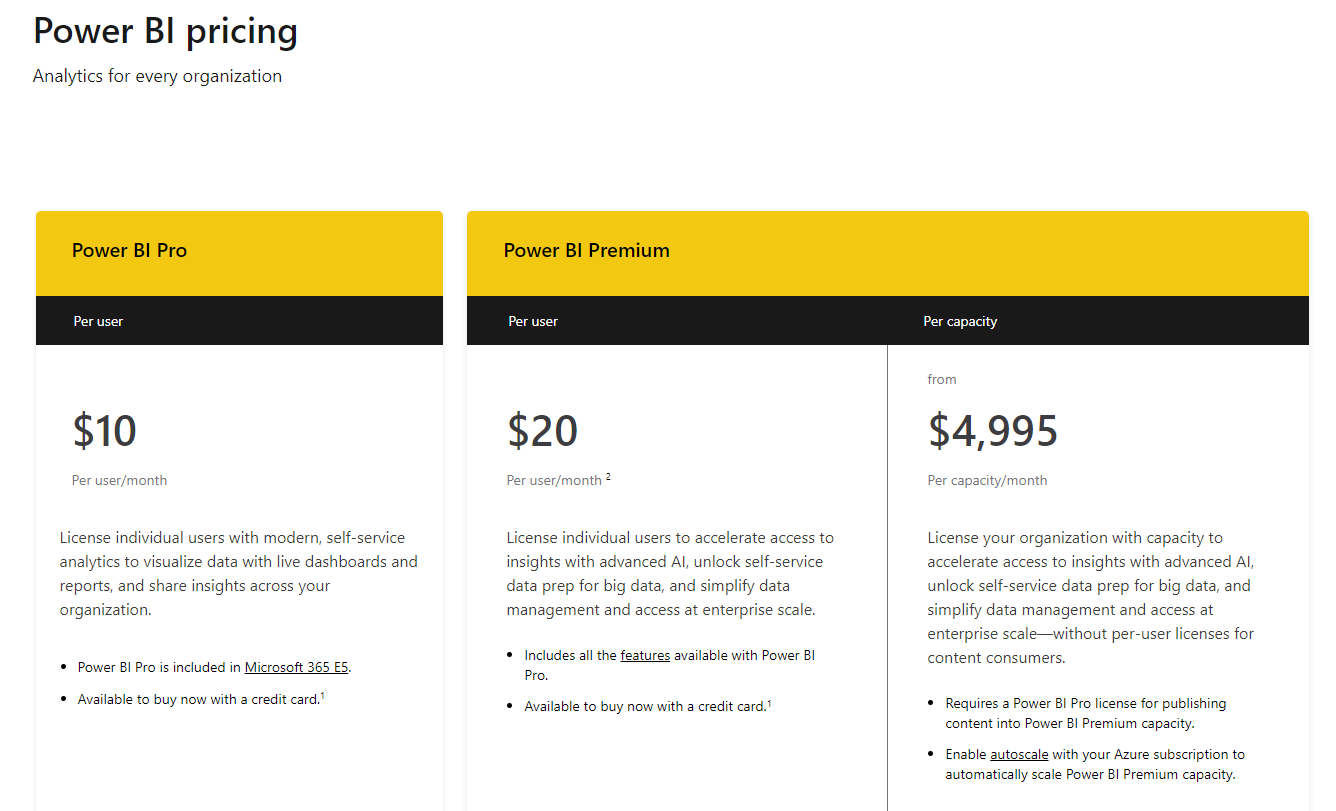 Power BI pricing
Analytics for every organization
Power BI Pro
Per user
$10
Per user/month
License individual users with modern, self-service
analytics to visualize data with live dashboards and
reports, and share insights across your
organization.
• Power BI Pro is included in Microsoft 365 E5.
• Available to buy now with a credit card.¹
Power BI Premium
Per user
$20
Per user/month ²
License individual users to accelerate access to
insights with advanced AI, unlock self-service
data prep for big data, and simplify data
management and access at enterprise scale.
• Includes all the features available with Power BI
Pro.
• Available to buy now with a credit card.¹
Per capacity
from
$4,995
Per capacity/month
License your organization with capacity to
accelerate access to insights with advanced AI,
unlock self-service data prep for big data, and
simplify data management and access at
enterprise scale—without per-user licenses for
content consumers.
• Requires a Power BI Pro license for publishing
content into Power BI Premium capacity.
• Enable autoscale with your Azure subscription to
automatically scale Power BI Premium capacity.